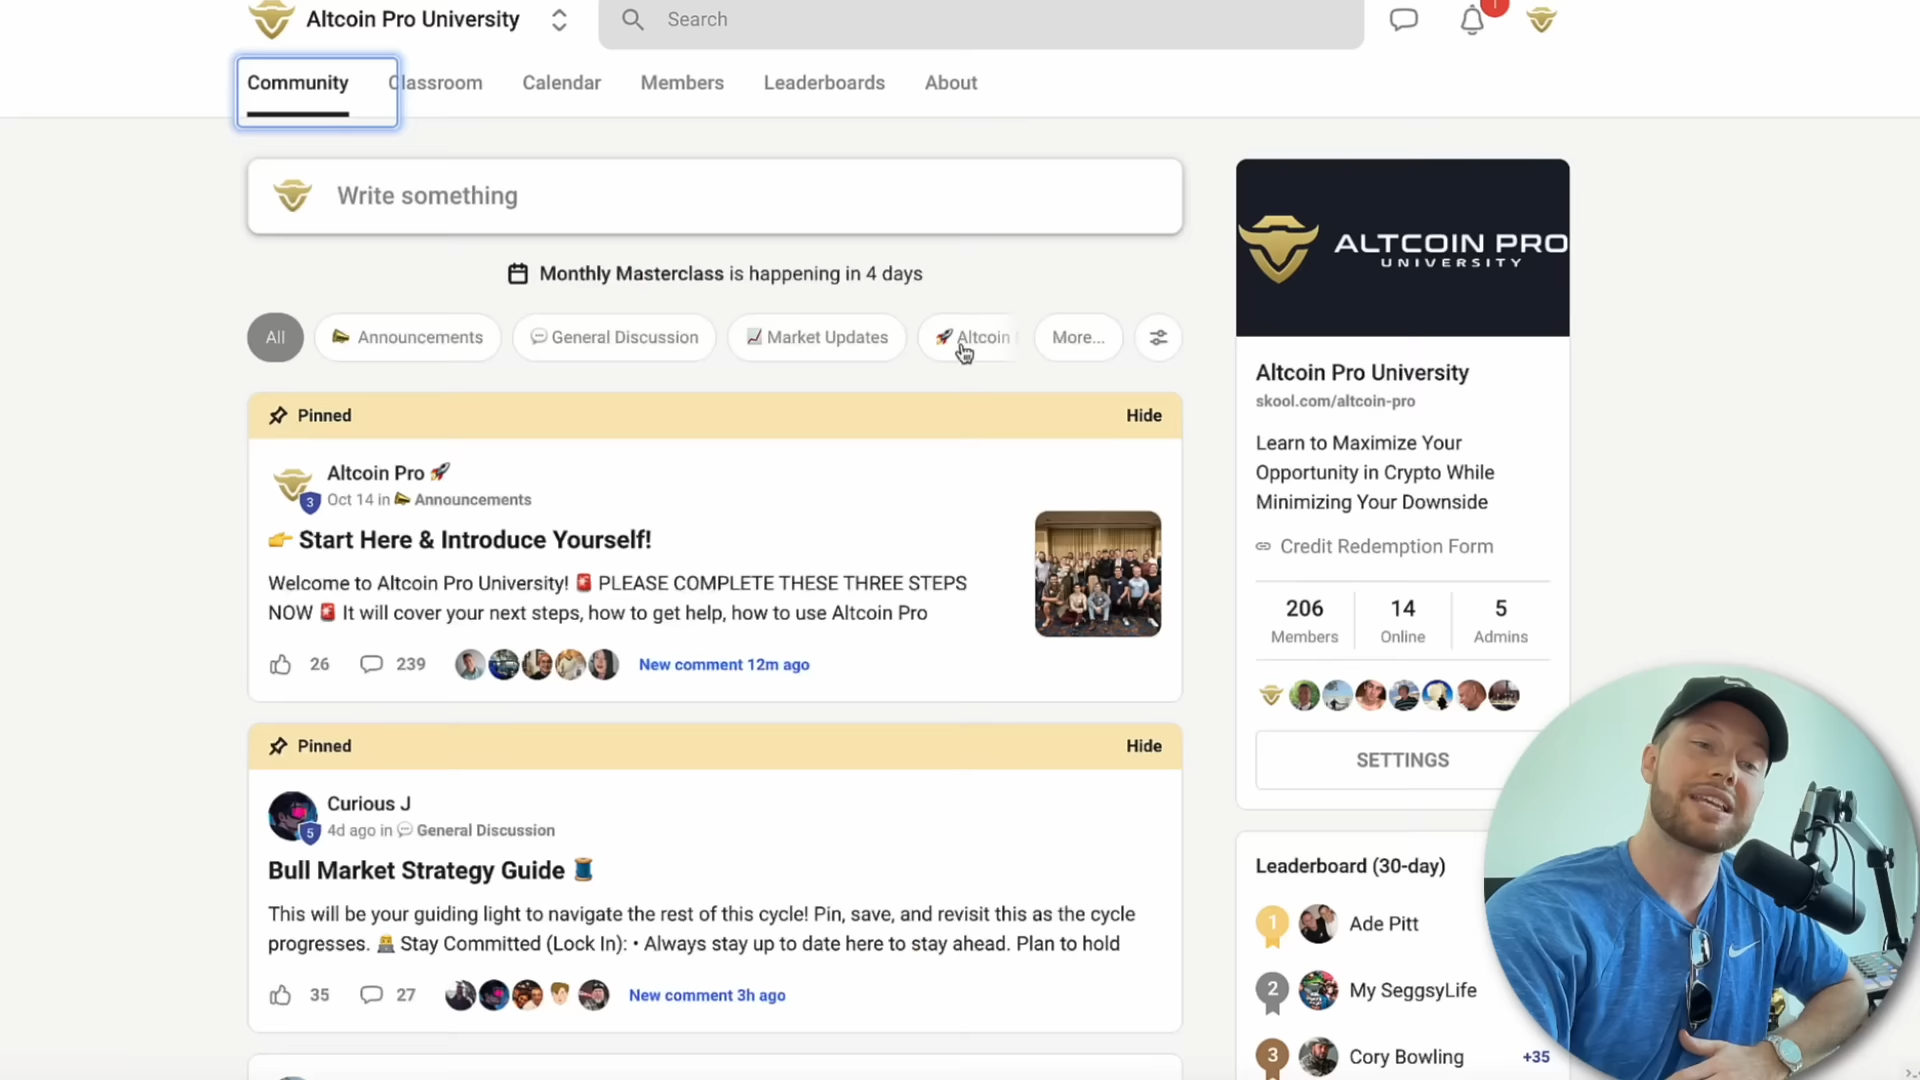 Altcoin Pro University
Search
1
Community
Classroom
Calendar
Members
Leaderboards
About
Write something
Monthly Masterclass is happening in 4 days
All
Announcements
General Discussion
Market Updates
Altcoin
More...
Pinned
Hide
Altcoin Pro
3
Oct 14 in Announcements
Start Here & Introduce Yourself!
Welcome to Altcoin Pro University! PLEASE COMPLETE THESE THREE STEPS
NOW It will cover your next steps, how to get help, how to use Altcoin Pro
26
239
New comment 12m ago
Pinned
Hide
Curious J
5
4d ago in General Discussion
Bull Market Strategy Guide
This will be your guiding light to navigate the rest of this cycle! Pin, save, and revisit this as the cycle
progresses. Stay Committed (Lock In): • Always stay up to date here to stay ahead. Plan to hold
35
27
New comment 3h ago
ALTCOIN PRO
UNIVERSITY
Altcoin Pro University
skool.com/altcoin-pro
Learn to Maximize Your
Opportunity in Crypto While
Minimizing Your Downside
Credit Redemption Form
206
Members
14
Online
5
Admins
SETTINGS
Leaderboard (30-day)
1
Ade Pitt
2
My SeggsyLife
3
Cory Bowling
+35